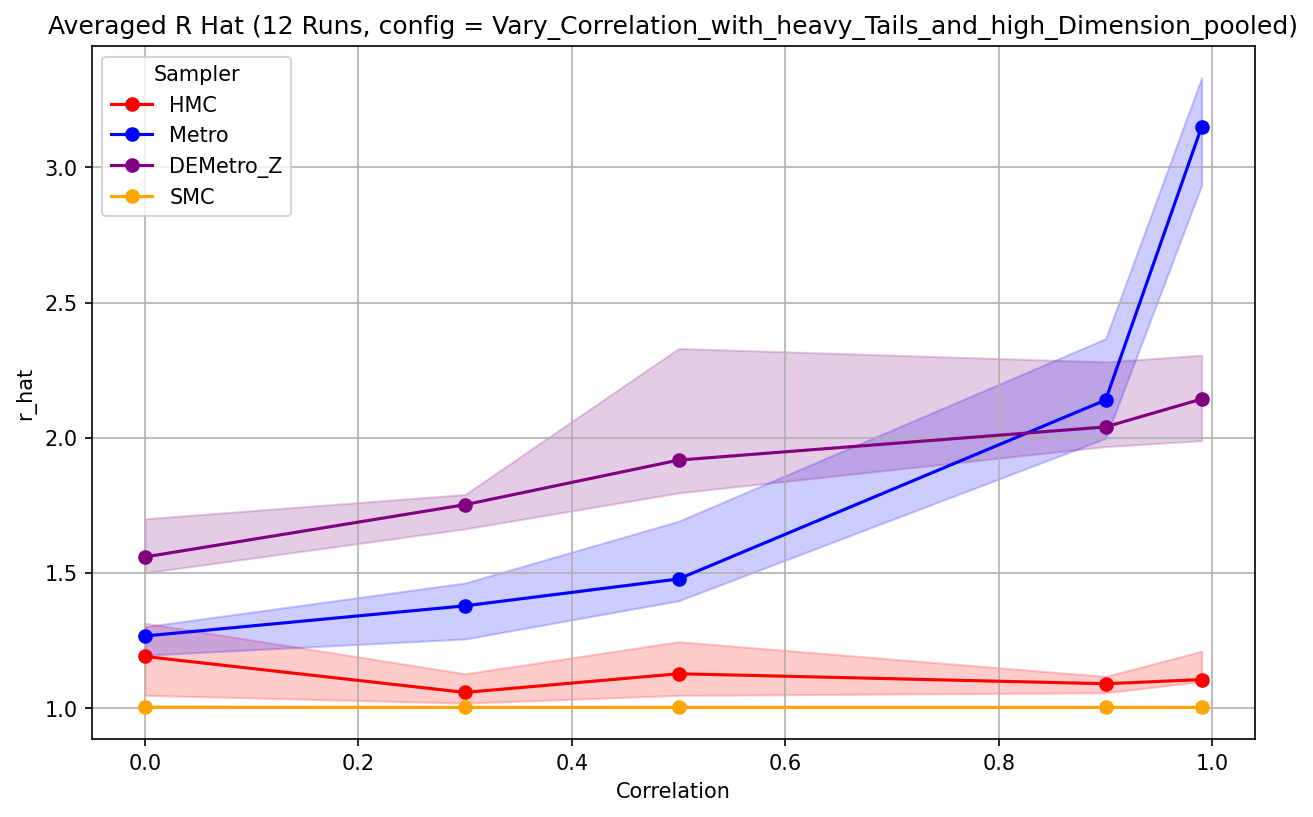 Averaged R Hat (12 Runs, config = Vary_Correlation_with_heavy_Tails_and_high_Dimension_pooled)
Sampler
HMC
Metro
DEMetro_Z
SMC
r_hat
3.0
2.5
2.0
1.5
1.0
0.0 0.2 0.4 0.6 0.8 1.0
Correlation